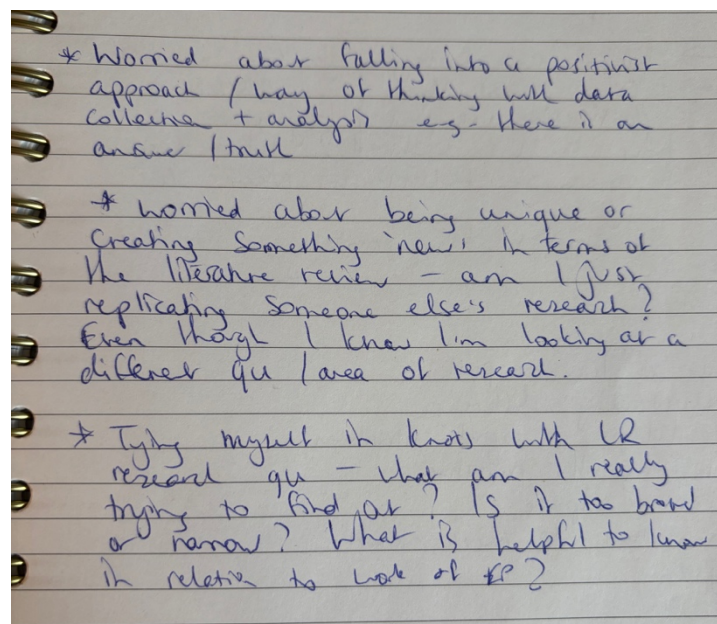 * Worried about falling into a positivist
approach / way of thinking with data
collection + analysis eg - there is an
answer / truth
* Worried about being unique or
creating something 'new' in terms of
the literature review - am I just
replicating someone else's research?
Even though I know I'm looking at a
different qu / area of research.
* Tying myself in knots with LR
research qu - what am I really
trying to find out? Is it too broad
or narrow? What is helpful to know
in relation to work of EP?